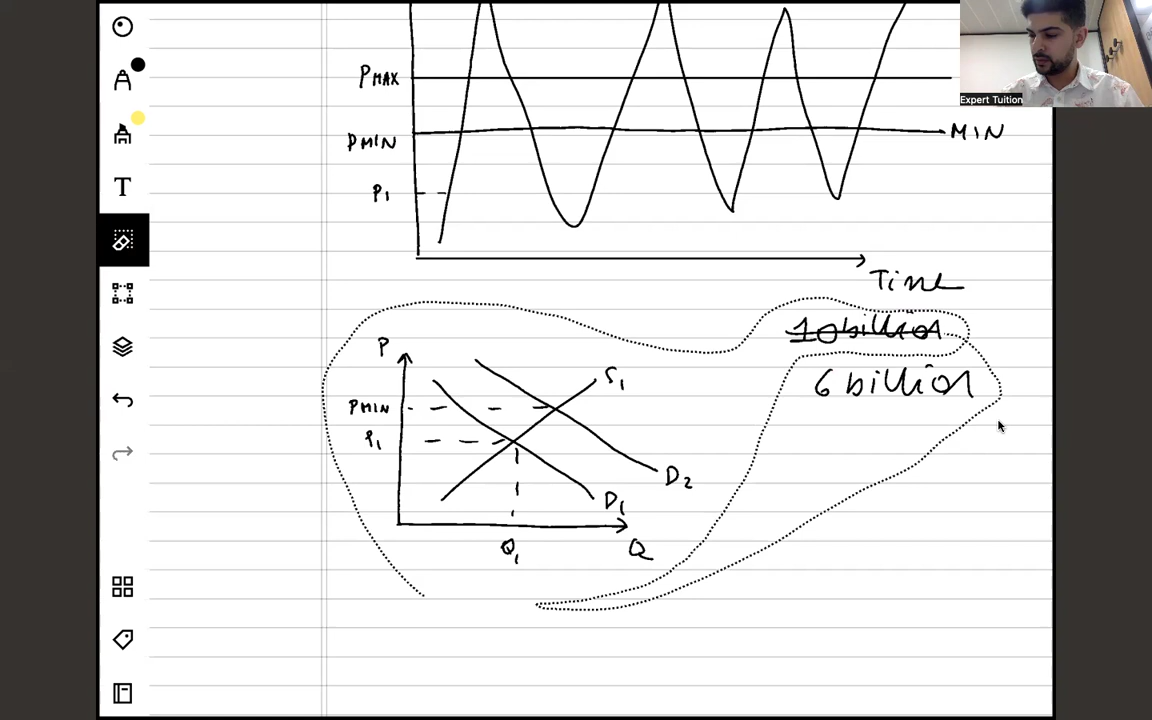 PMAX
Expert Tuition
PMIN
MIN
T
P1
Time
10 billion
P
S1
6 billion
PMIN
P1
D2
D1
Q1
Q